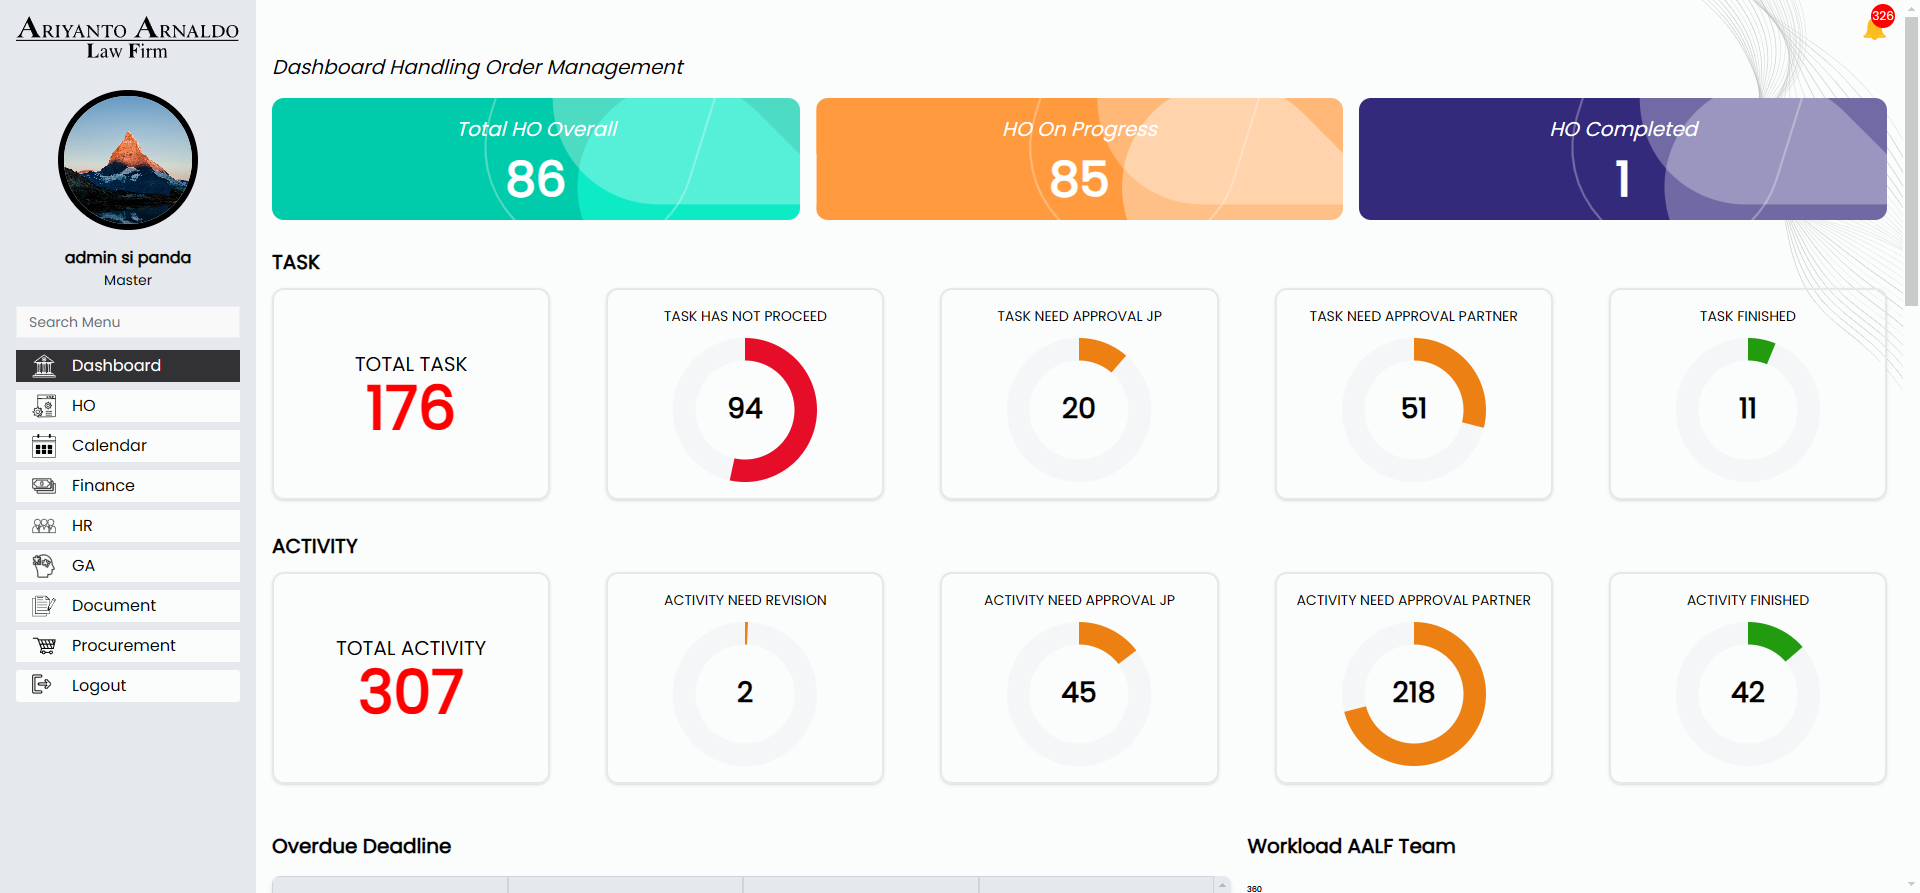 ARIYANTO ARNALDO
Law Firm
admin si panda
Master
Search Menu
Dashboard
HO
Calendar
Finance
HR
GA
Document
Procurement
Logout
326
Dashboard Handling Order Management
Total HO Overall
86
HO On Progress
85
HO Completed
1
TASK
TOTAL TASK
176
TASK HAS NOT PROCEED
94
TASK NEED APPROVAL JP
20
TASK NEED APPROVAL PARTNER
51
TASK FINISHED
11
ACTIVITY
TOTAL ACTIVITY
307
ACTIVITY NEED REVISION
2
ACTIVITY NEED APPROVAL JP
45
ACTIVITY NEED APPROVAL PARTNER
218
ACTIVITY FINISHED
42
Overdue Deadline
Workload AALF Team
360